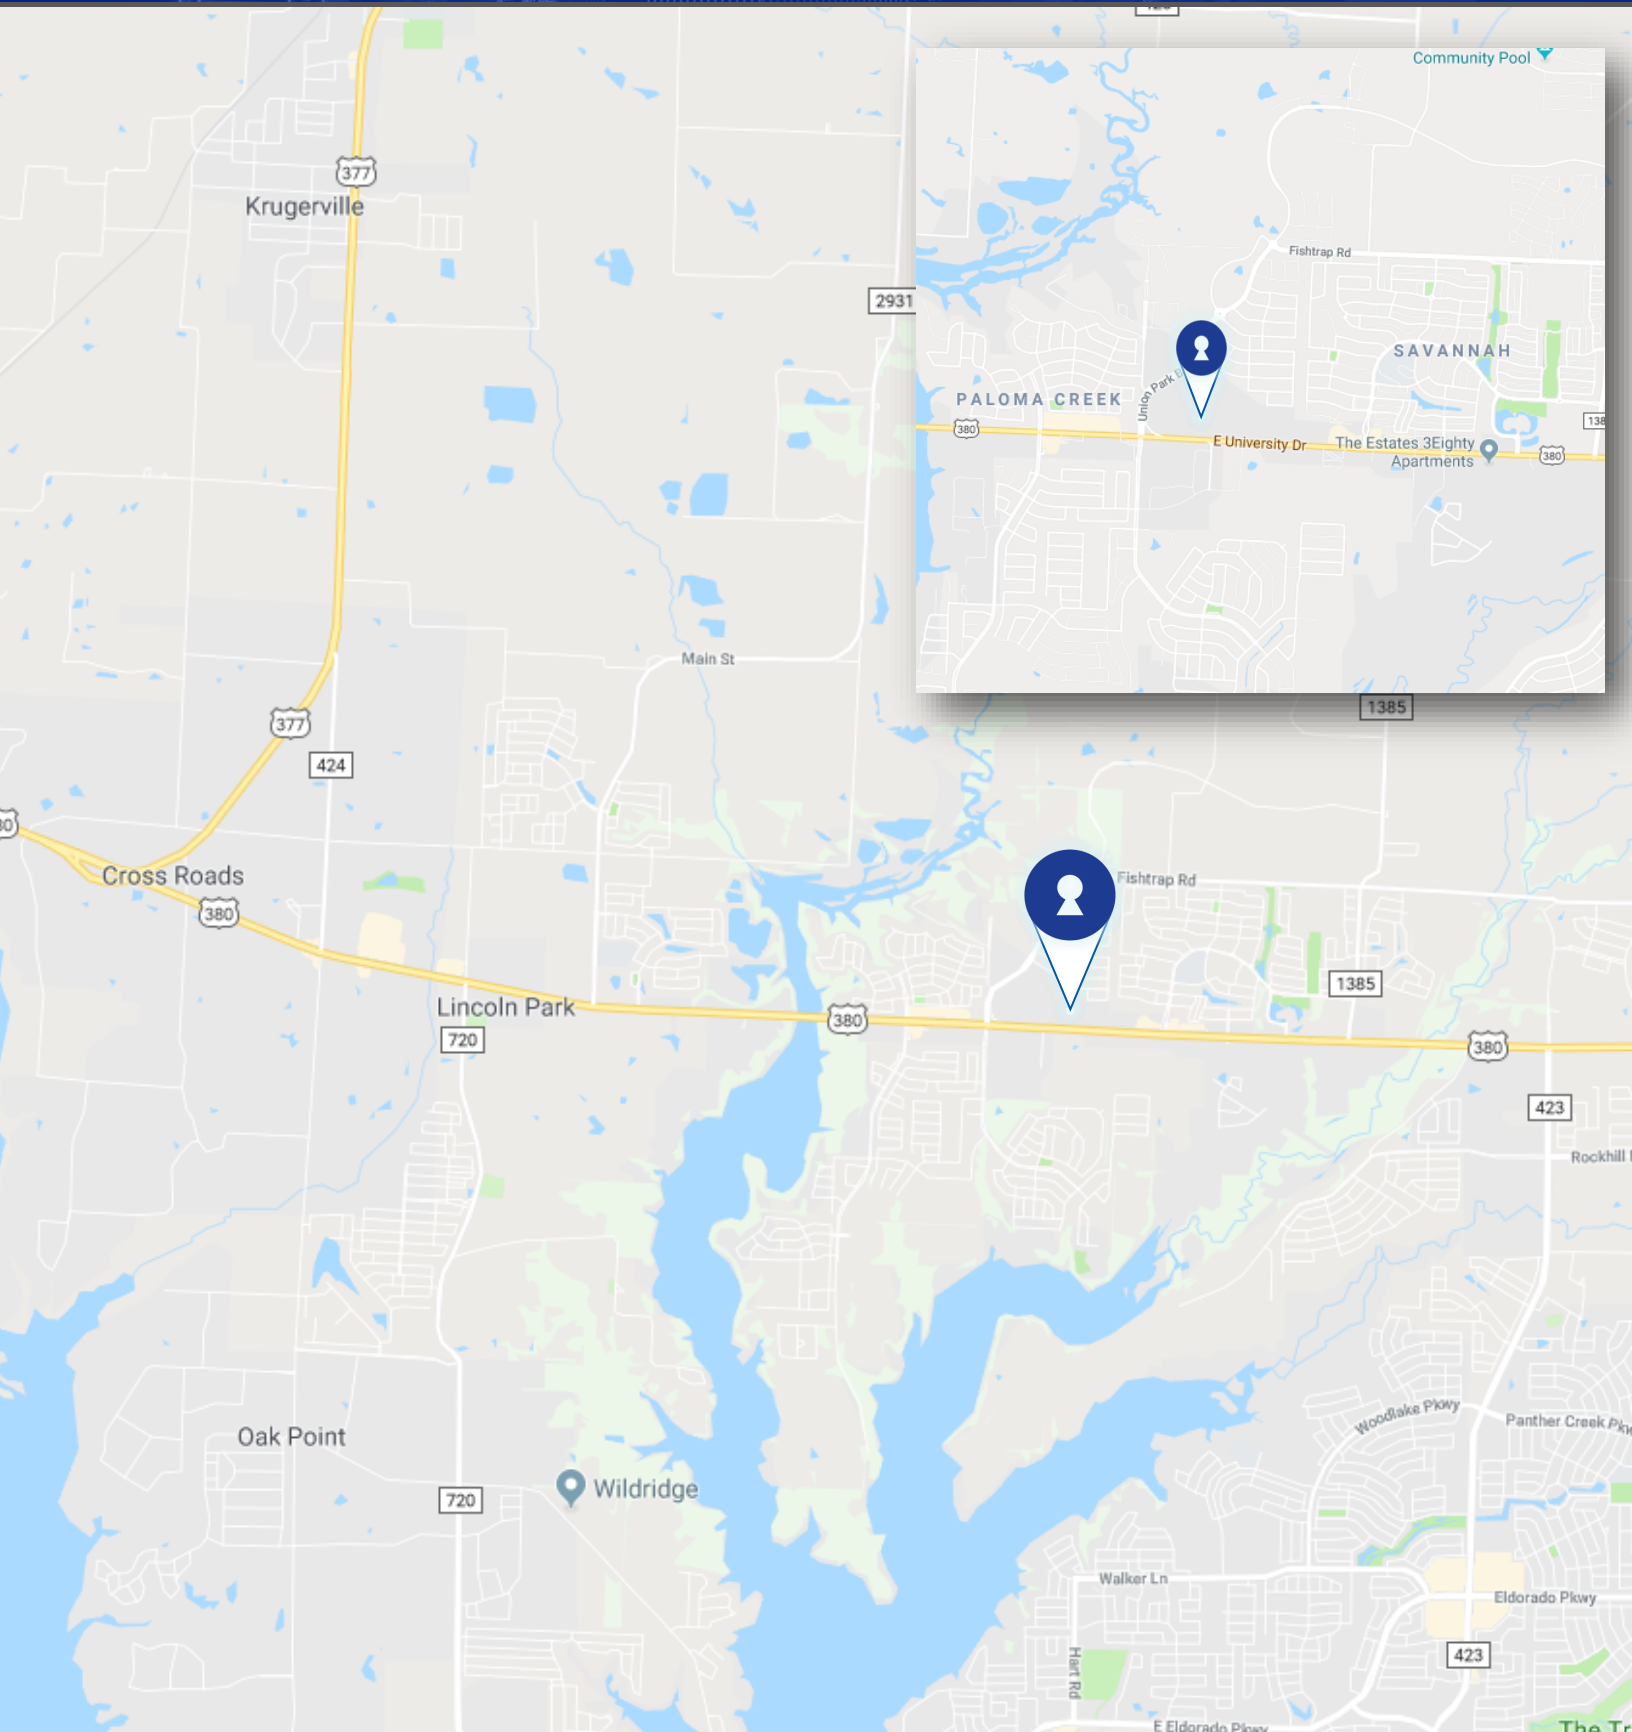 Community Pool
377
Krugerville
Fishtrap Rd
2931
SAVANNAH
Union Park
PALOMA CREEK
380
E University Dr
The Estates 3Eighty
Apartments
380
Main St
1385
377
424
Cross Roads
Fishtrap Rd
380
1385
Lincoln Park
380
720
380
423
Rockhill
Woodlake Pkwy
Panther Creek
Oak Point
Wildridge
720
Walker Ln
Eldorado Pkwy
423
Hart Rd
E Eldorado Pkwy
The